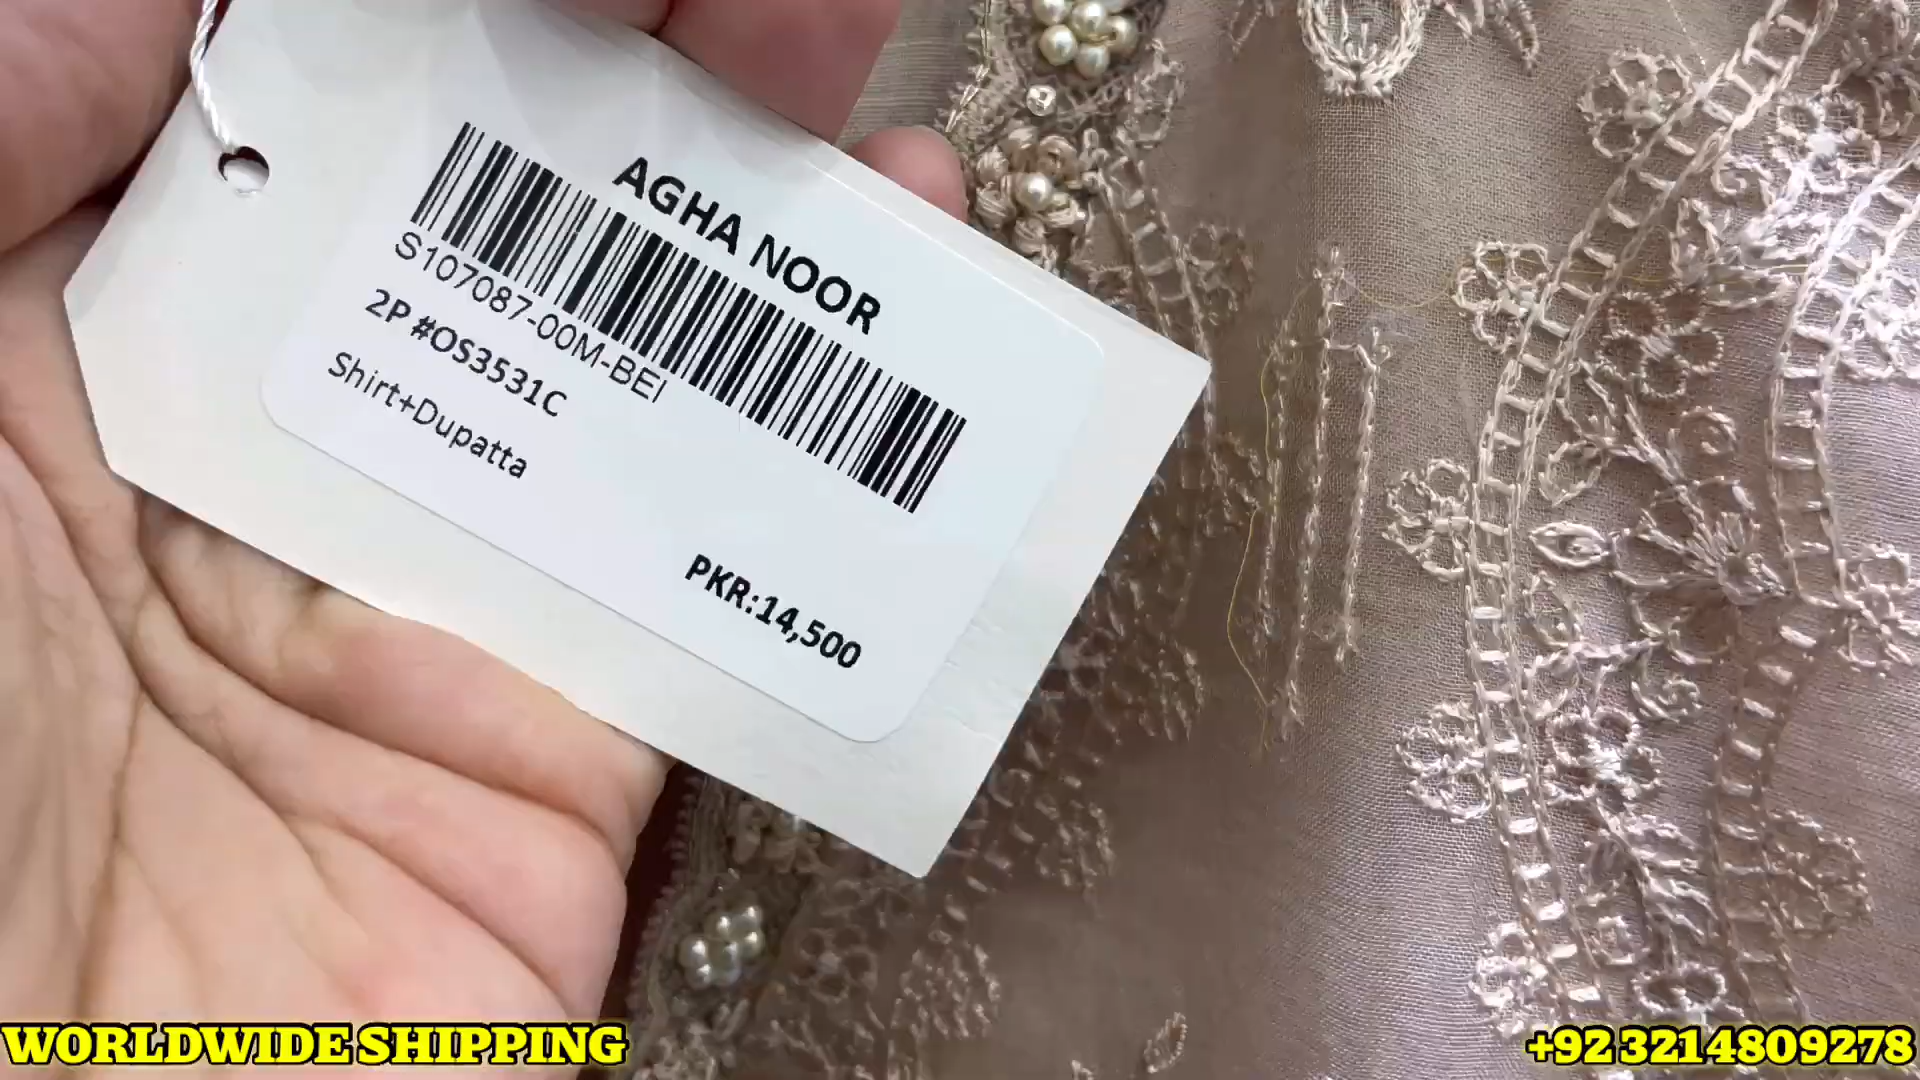 AGHA NOOR
S107087-00M-BEI
2P #OS3531C
Shirt+Dupatta
PKR:14,500
WORLDWIDE SHIPPING
+92 3214809278